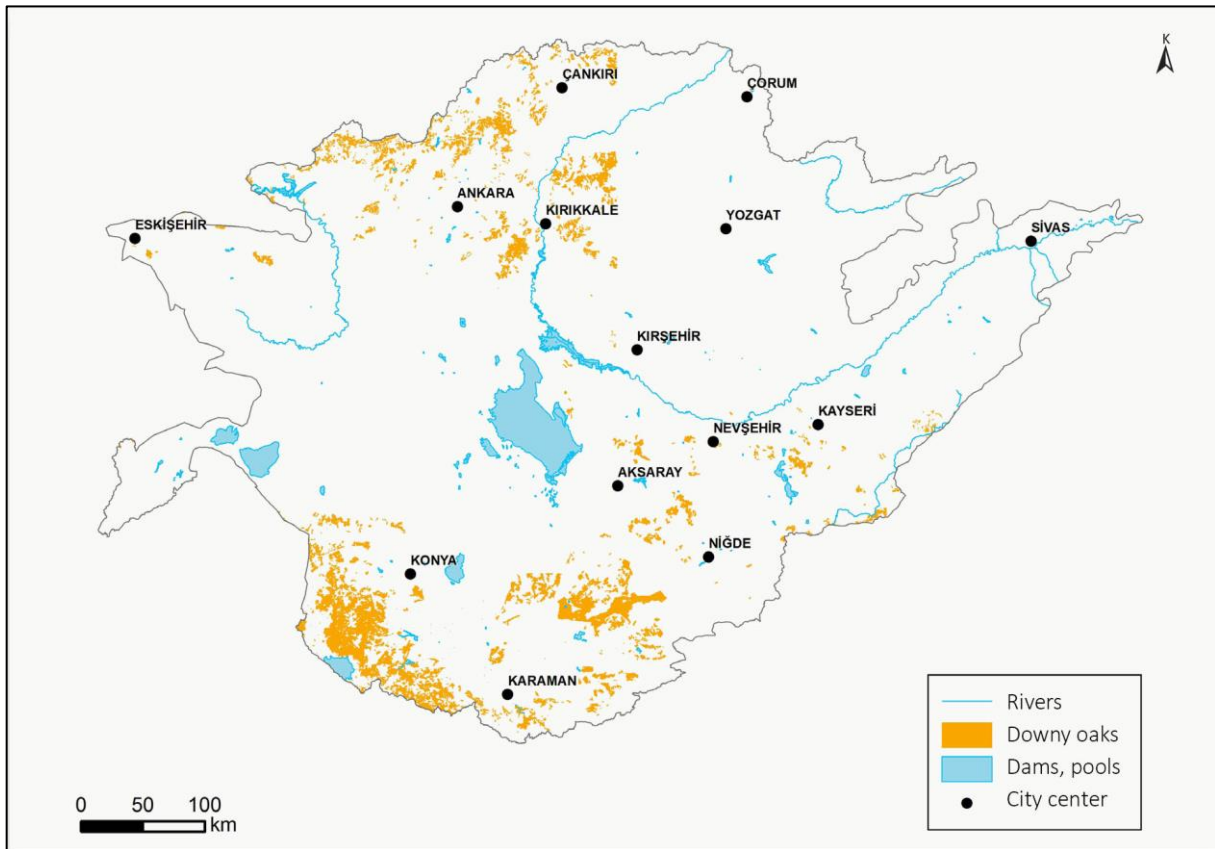 K
ÇANKIRI
ÇORUM
ANKARA
KIRIKKALE
YOZGAT
ESKİŞEHİR
SİVAS
KIRŞEHİR
KAYSERİ
NEVŞEHİR
AKSARAY
NİĞDE
KONYA
KARAMAN
Rivers
Downy oaks
Dams, pools
City center
0 50 100
km